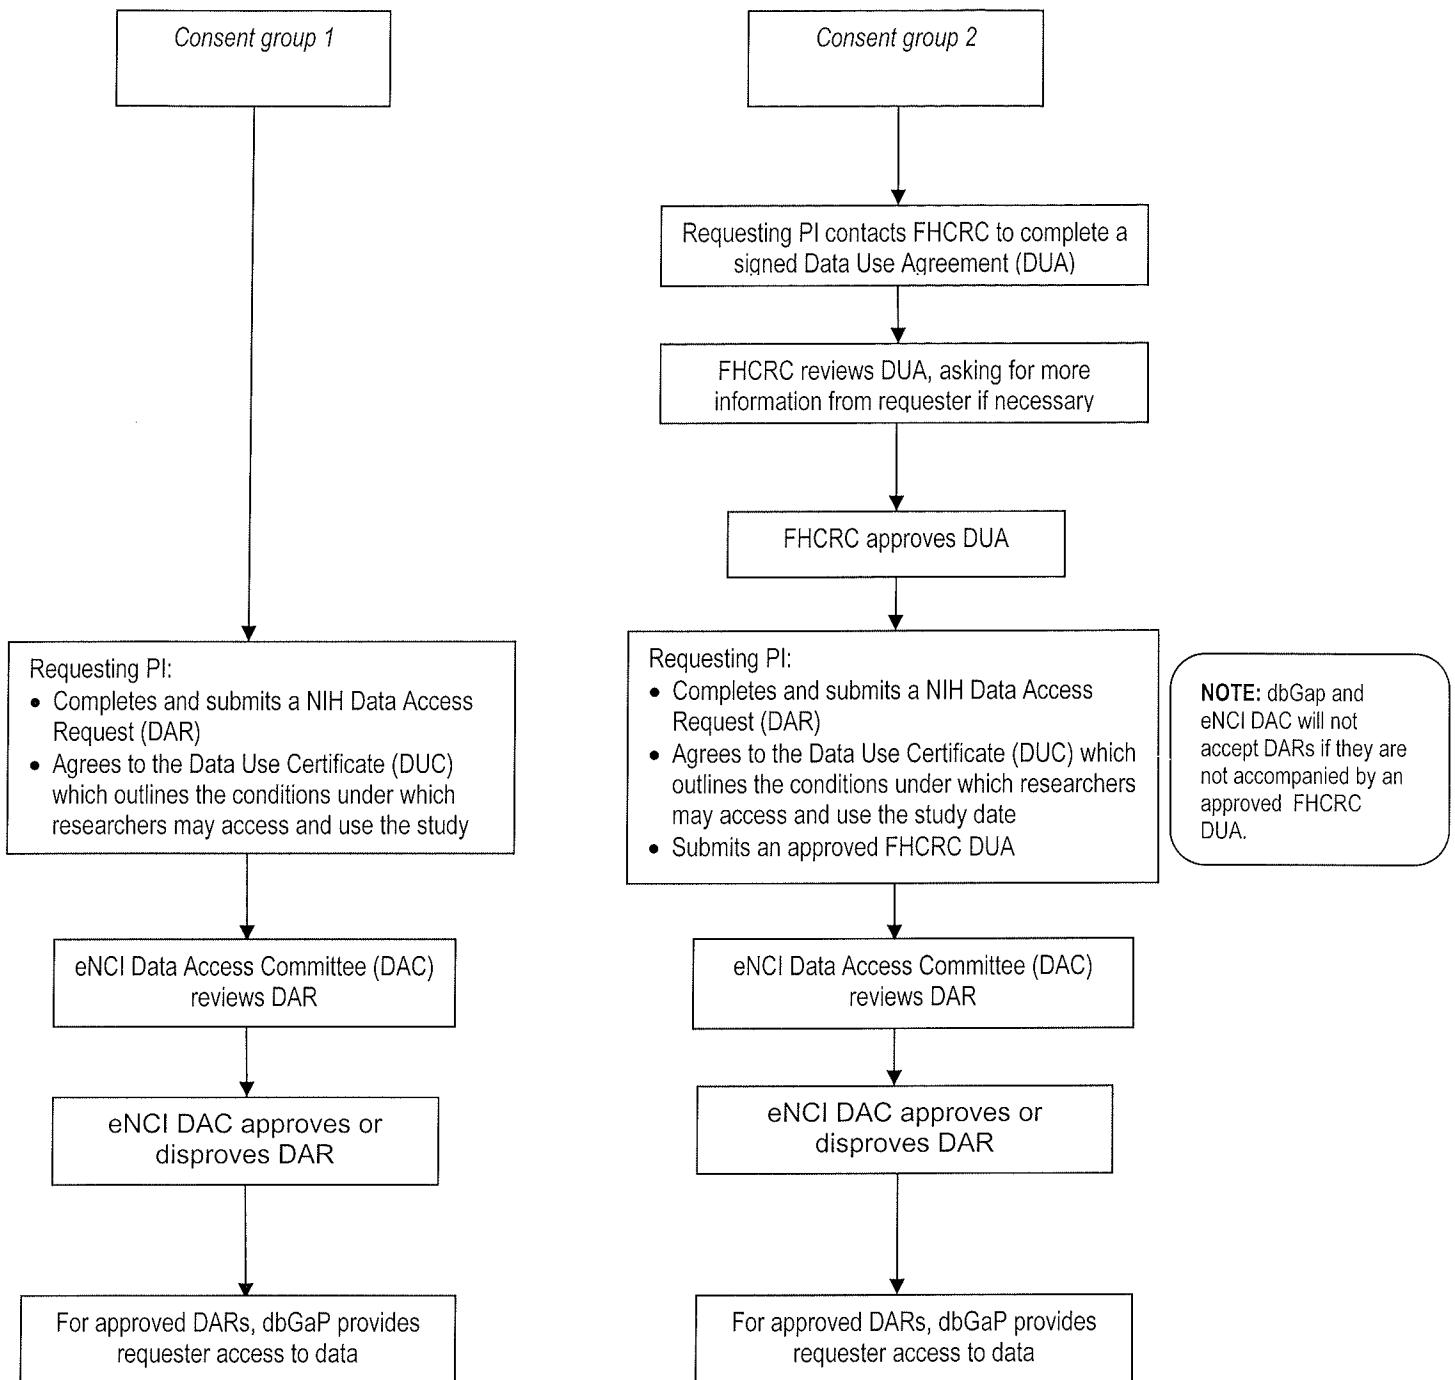 Consent group 1
Consent group 2
Requesting PI contacts FHCRC to complete a
signed Data Use Agreement (DUA)
FHCRC reviews DUA, asking for more
information from requester if necessary
FHCRC approves DUA
Requesting PI:
• Completes and submits a NIH Data Access
Request (DAR)
• Agrees to the Data Use Certificate (DUC)
which outlines the conditions under which
researchers may access and use the study
Requesting PI:
• Completes and submits a NIH Data Access
Request (DAR)
• Agrees to the Data Use Certificate (DUC) which
outlines the conditions under which researchers
may access and use the study date
• Submits an approved FHCRC DUA
NOTE: dbGap and
eNCI DAC will not
accept DARs if they are
not accompanied by an
approved FHCRC
DUA.
eNCI Data Access Committee (DAC)
reviews DAR
eNCI Data Access Committee (DAC)
reviews DAR
eNCI DAC approves or
disproves DAR
eNCI DAC approves or
disproves DAR
For approved DARs, dbGaP provides
requester access to data
For approved DARs, dbGaP provides
requester access to data